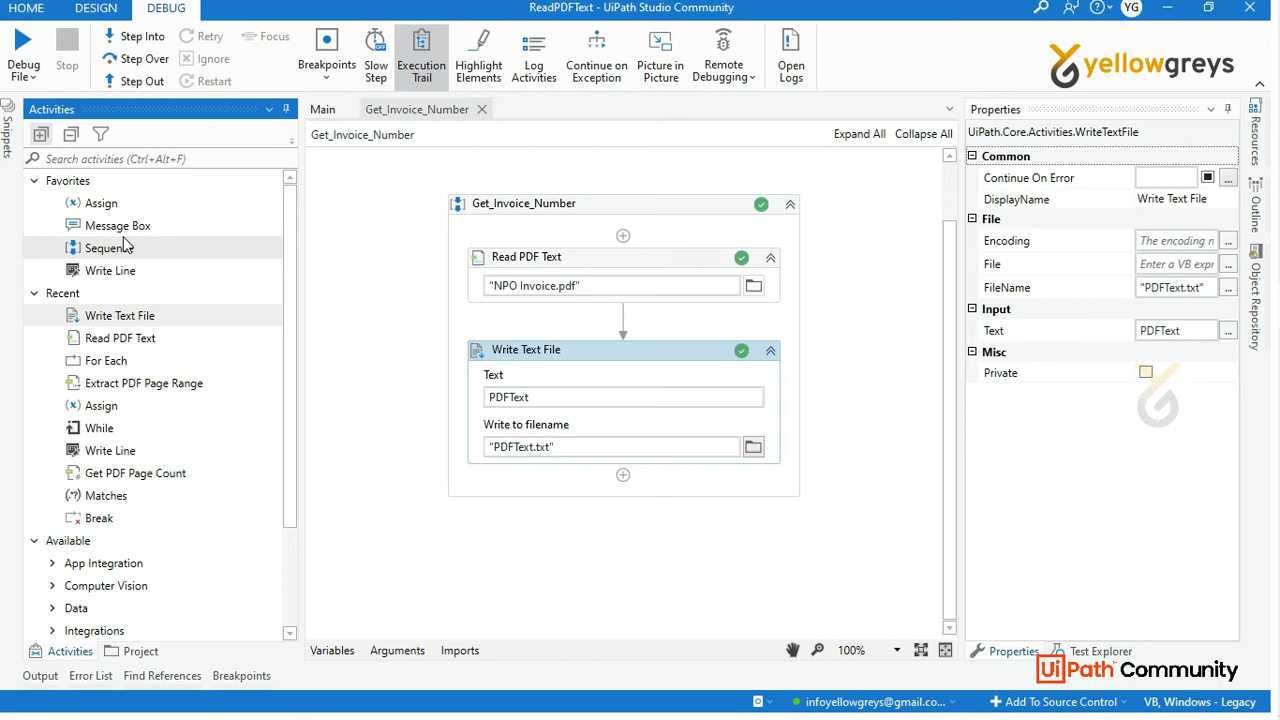 HOME DESIGN DEBUG ReadPDFText - UiPath Studio Community YG
Debug File Stop Step Into Step Over Step Out Retry Ignore Restart Focus Breakpoints Slow Step Execution Trail Highlight Elements Log Activities Continue on Exception Picture in Picture Remote Debugging Open Logs
yellowgreys
Snippets
Activities
Search activities (Ctrl+Alt+F)
Favorites
Assign
Message Box
Sequence
Write Line
Recent
Write Text File
Read PDF Text
For Each
Extract PDF Page Range
Assign
While
Write Line
Get PDF Page Count
Matches
Break
Available
App Integration
Computer Vision
Data
Integrations
Activities Project
Main Get_Invoice_Number
Get_Invoice_Number Expand All Collapse All
Get_Invoice_Number
Read PDF Text
"NPO Invoice.pdf"
Write Text File
Text
PDFText
Write to filename
"PDFText.txt"
Variables Arguments Imports 100%
Properties
UiPath.Core.Activities.WriteTextFile
Common
Continue On Error ...
DisplayName Write Text File
File
Encoding The encoding n ...
File Enter a VB expr ...
FileName "PDFText.txt" ...
Input
Text PDFText ...
Misc
Private
Properties Test Explorer
Resources
Outline
Object Repository
UiPath Community
Output Error List Find References Breakpoints
infoyellowgreys@gmail.co... Add To Source Control VB, Windows - Legacy